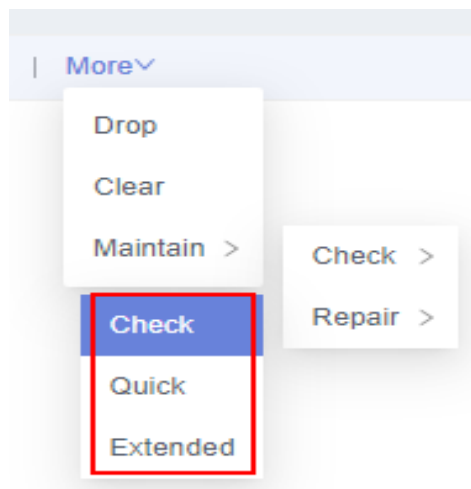 | More
Drop
Clear
Maintain >
Check >
Repair >
Check
Quick
Extended